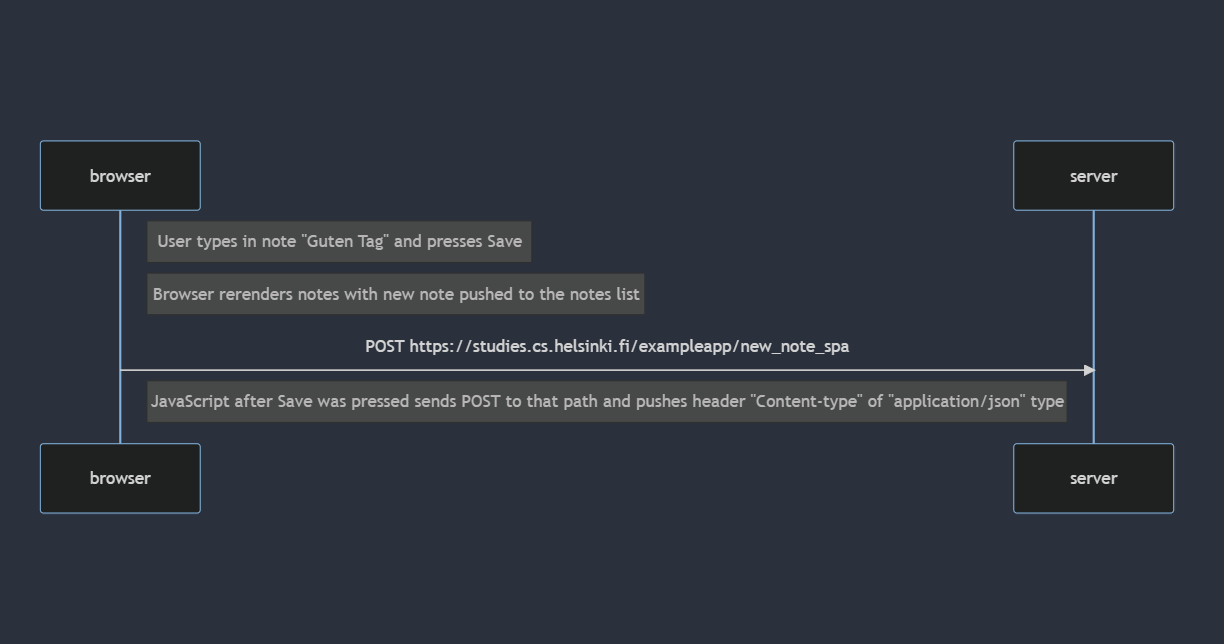 browser
server
User types in note "Guten Tag" and presses Save
Browser rerenders notes with new note pushed to the notes list
POST https://studies.cs.helsinki.fi/exampleapp/new_note_spa
JavaScript after Save was pressed sends POST to that path and pushes header "Content-type" of "application/json" type
browser
server